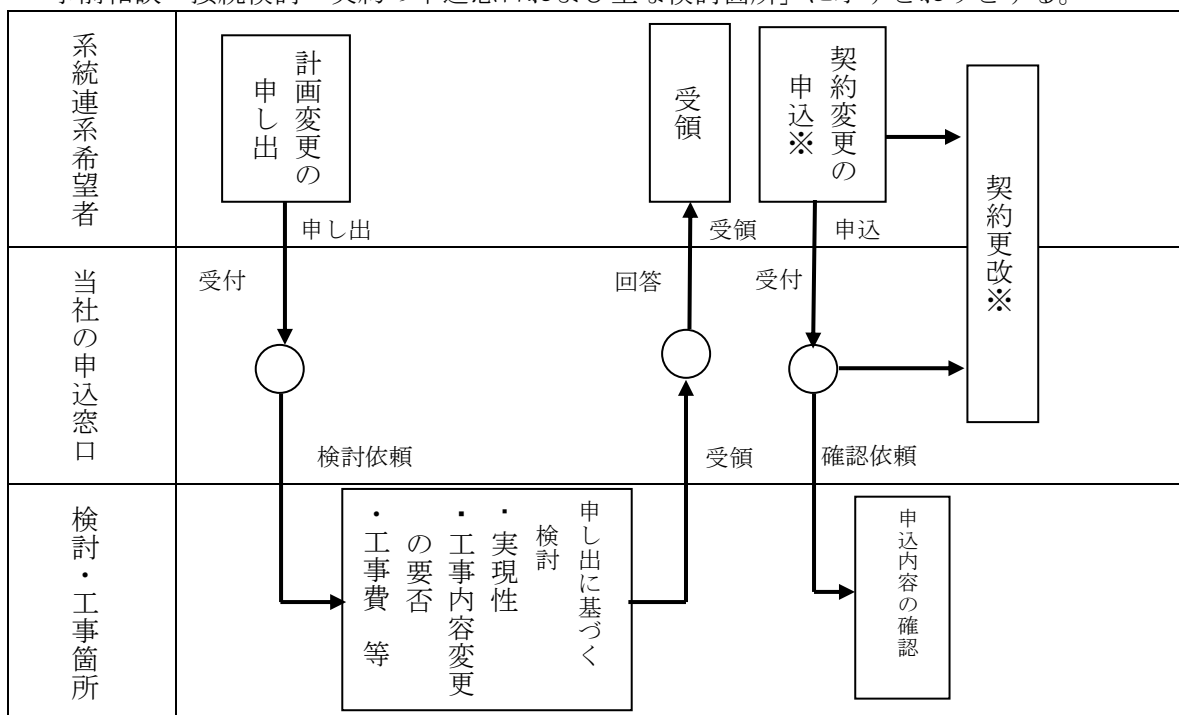 系統連系希望者
計画変更の
申し出
受領
契約変更の
申込※
契約更改※
申し出
受領
申込
当社の申込窓口
受付
回答
受付
検討依頼
受領
確認依頼
検討・工事箇所
申し出に基づく
検討
・実現性
・工事内容変更
の要否
・工事費 等
申込内容の確認